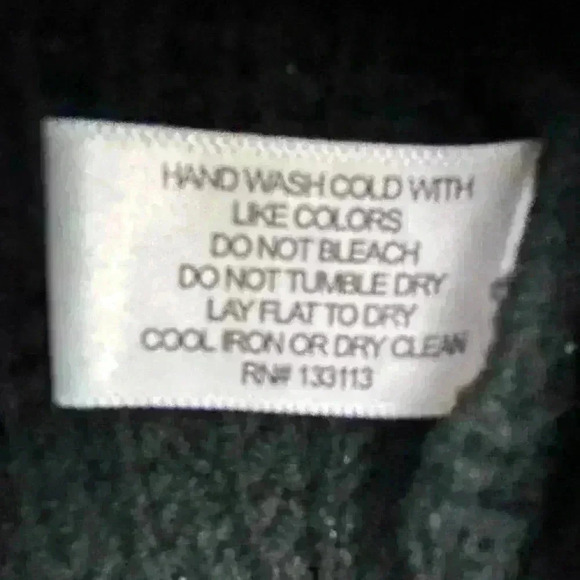 HAND WASH COLD WITH
LIKE COLORS
DO NOT BLEACH
DO NOT TUMBLE DRY
LAY FLAT TO DRY
COOL IRON OR DRY CLEAN
RN# 133113